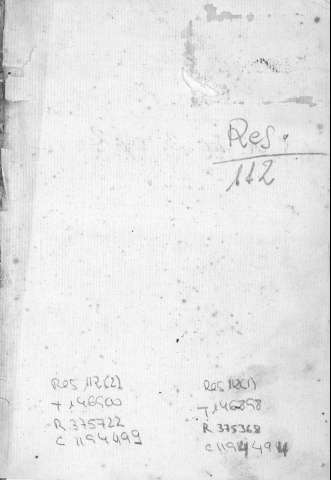 Res.
112
Res 112(2)
T 146900
R 375722
C 1194499
Res 112(1)
T 146898
R 375368
C 1194494